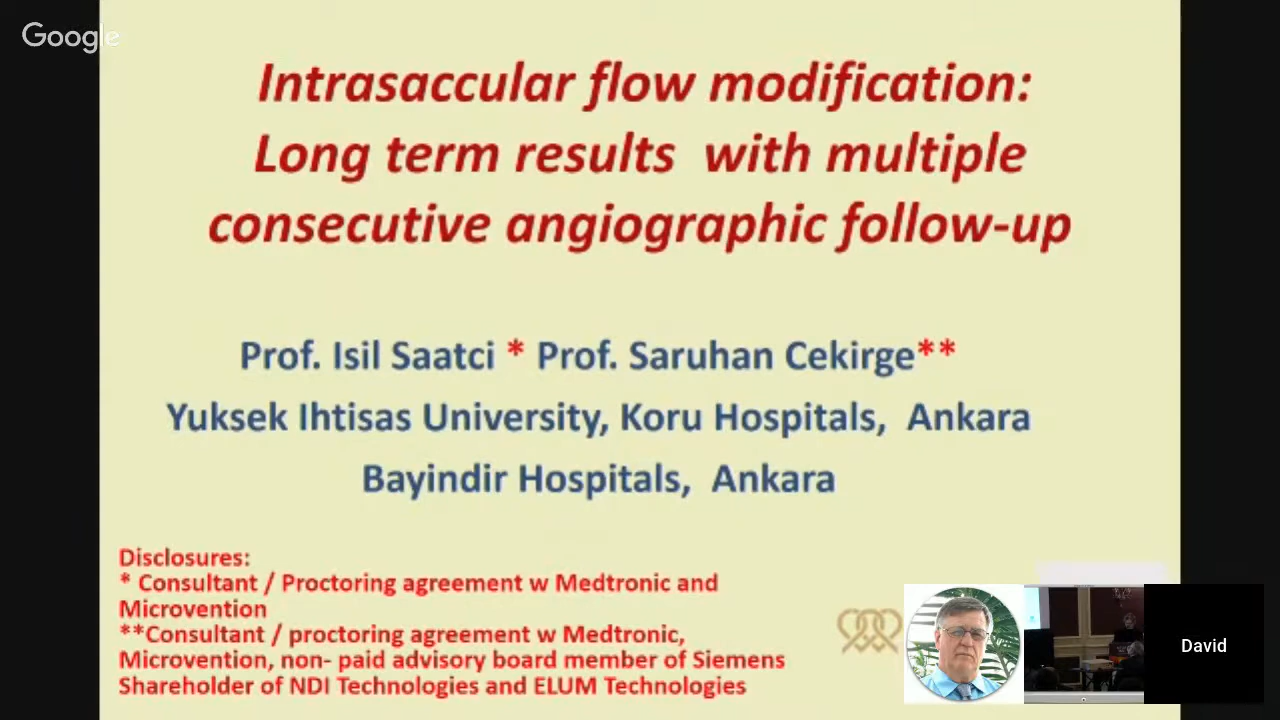 Google
Intrasaccular flow modification:
Long term results with multiple
consecutive angiographic follow-up
Prof. Isil Saatci * Prof. Saruhan Cekirge**
Yuksek Ihtisas University, Koru Hospitals, Ankara
Bayindir Hospitals, Ankara
Disclosures:
* Consultant / Proctoring agreement w Medtronic and
Microvention
**Consultant / proctoring agreement w Medtronic,
Microvention, non- paid advisory board member of Siemens
Shareholder of NDI Technologies and ELUM Technologies
David